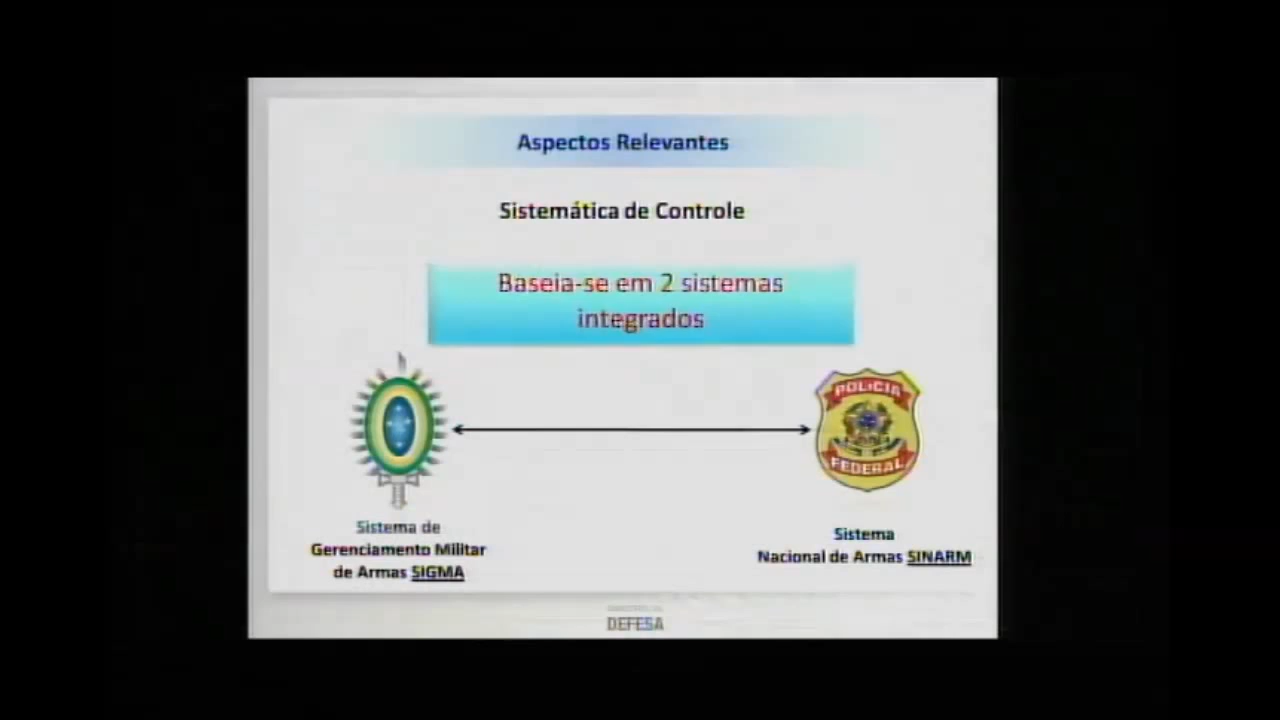 Aspectos Relevantes
Sistemática de Controle
Baseia-se em 2 sistemas
integrados
POLÍCIA
FEDERAL
Sistema de
Gerenciamento Militar
de Armas SIGMA
Sistema
Nacional de Armas SINARM
DEFESA